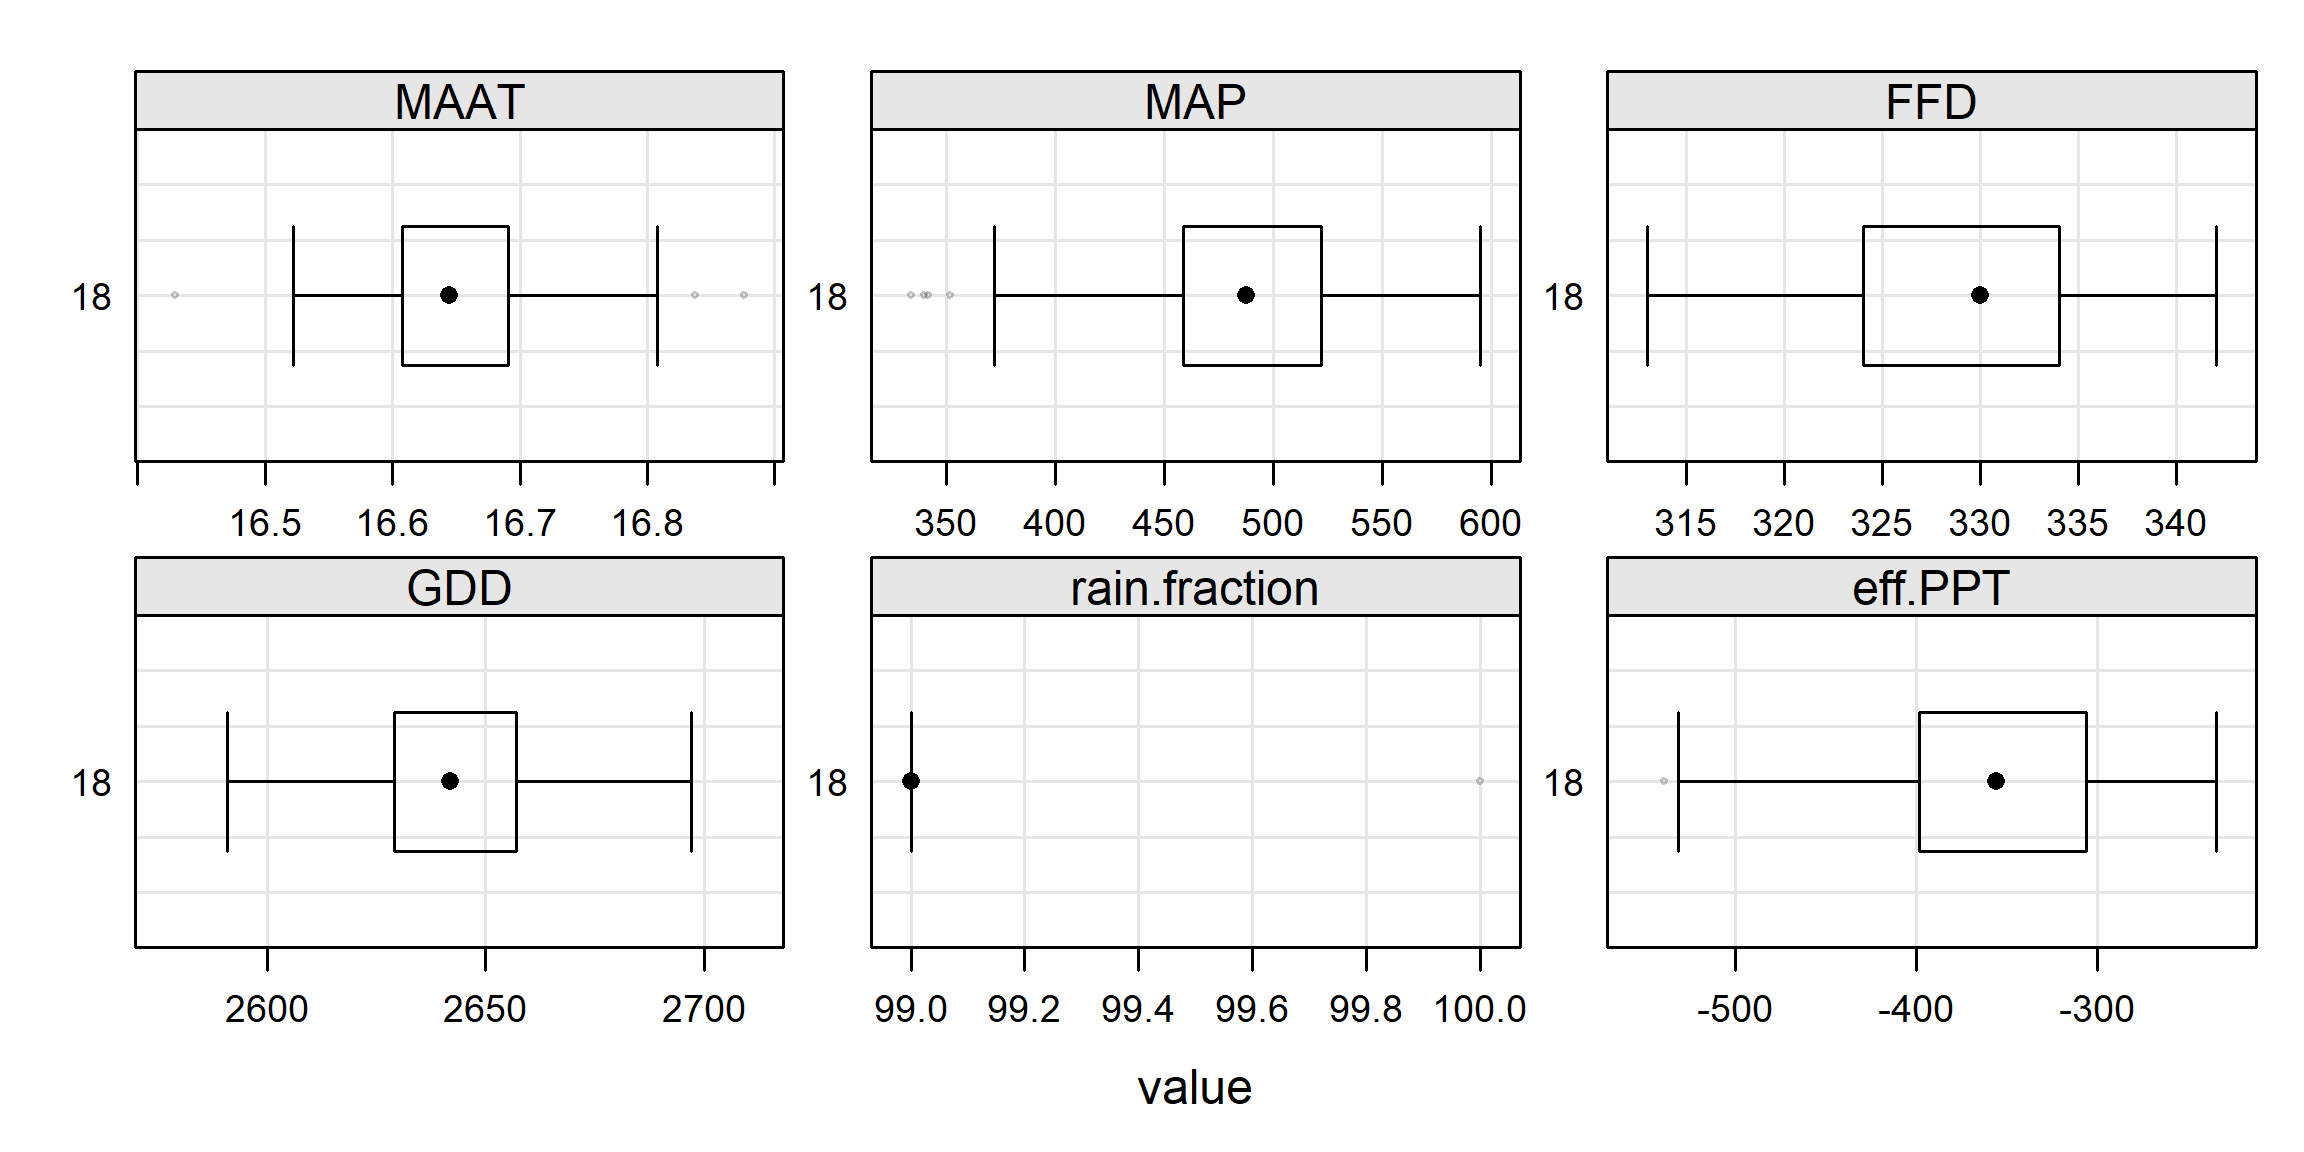 MAAT MAP FFD
18 18 18
16.5 16.6 16.7 16.8 350 400 450 500 550 600 315 320 325 330 335 340
GDD rain.fraction eff.PPT
18 18 18
2600 2650 2700 99.0 99.2 99.4 99.6 99.8 100.0 -500 -400 -300
value